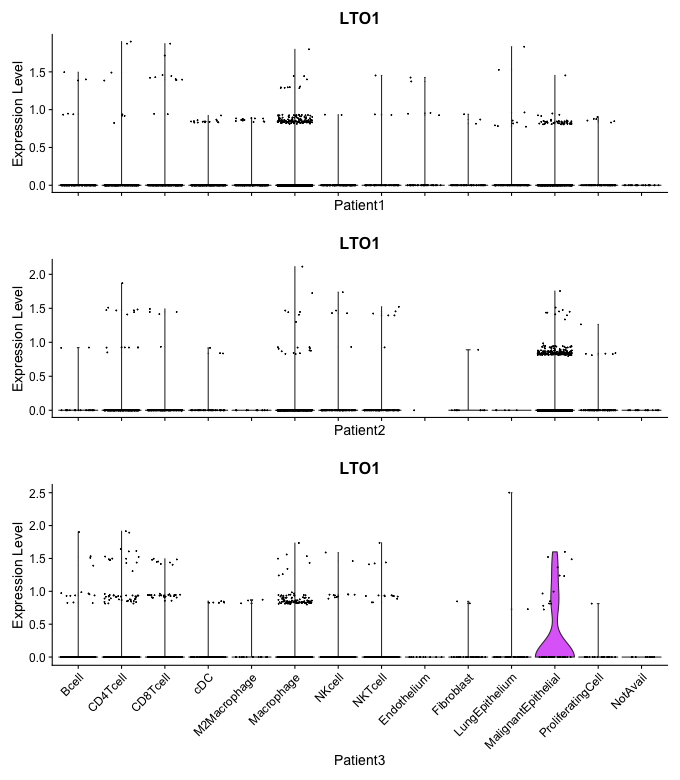 LTO1
Expression Level
1.5
1.0
0.5
0.0
Patient1
LTO1
Expression Level
2.0
1.5
1.0
0.5
0.0
Patient2
LTO1
Expression Level
2.5
2.0
1.5
1.0
0.5
0.0
Bcell
CD4Tcell
CD8Tcell
cDC
M2Macrophage
Macrophage
NKcell
NKTcell
Endothelium
Fibroblast
LungEpithelium
MalignantEpithelial
ProliferatingCell
NotAvail
Patient3